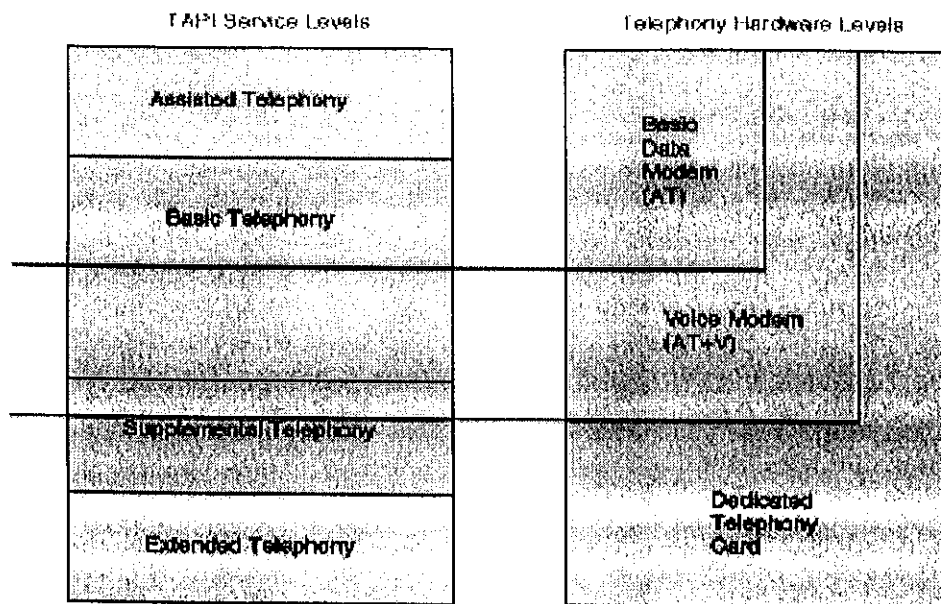 TAPI Service Levels
Assisted Telephony
Basic Telephony
Supplemental Telephony
Extended Telephony
Telephony Hardware Levels
Basic
Data
Modem
(AT)
Voice Modem
(AT+V)
Dedicated
Telephony
Card